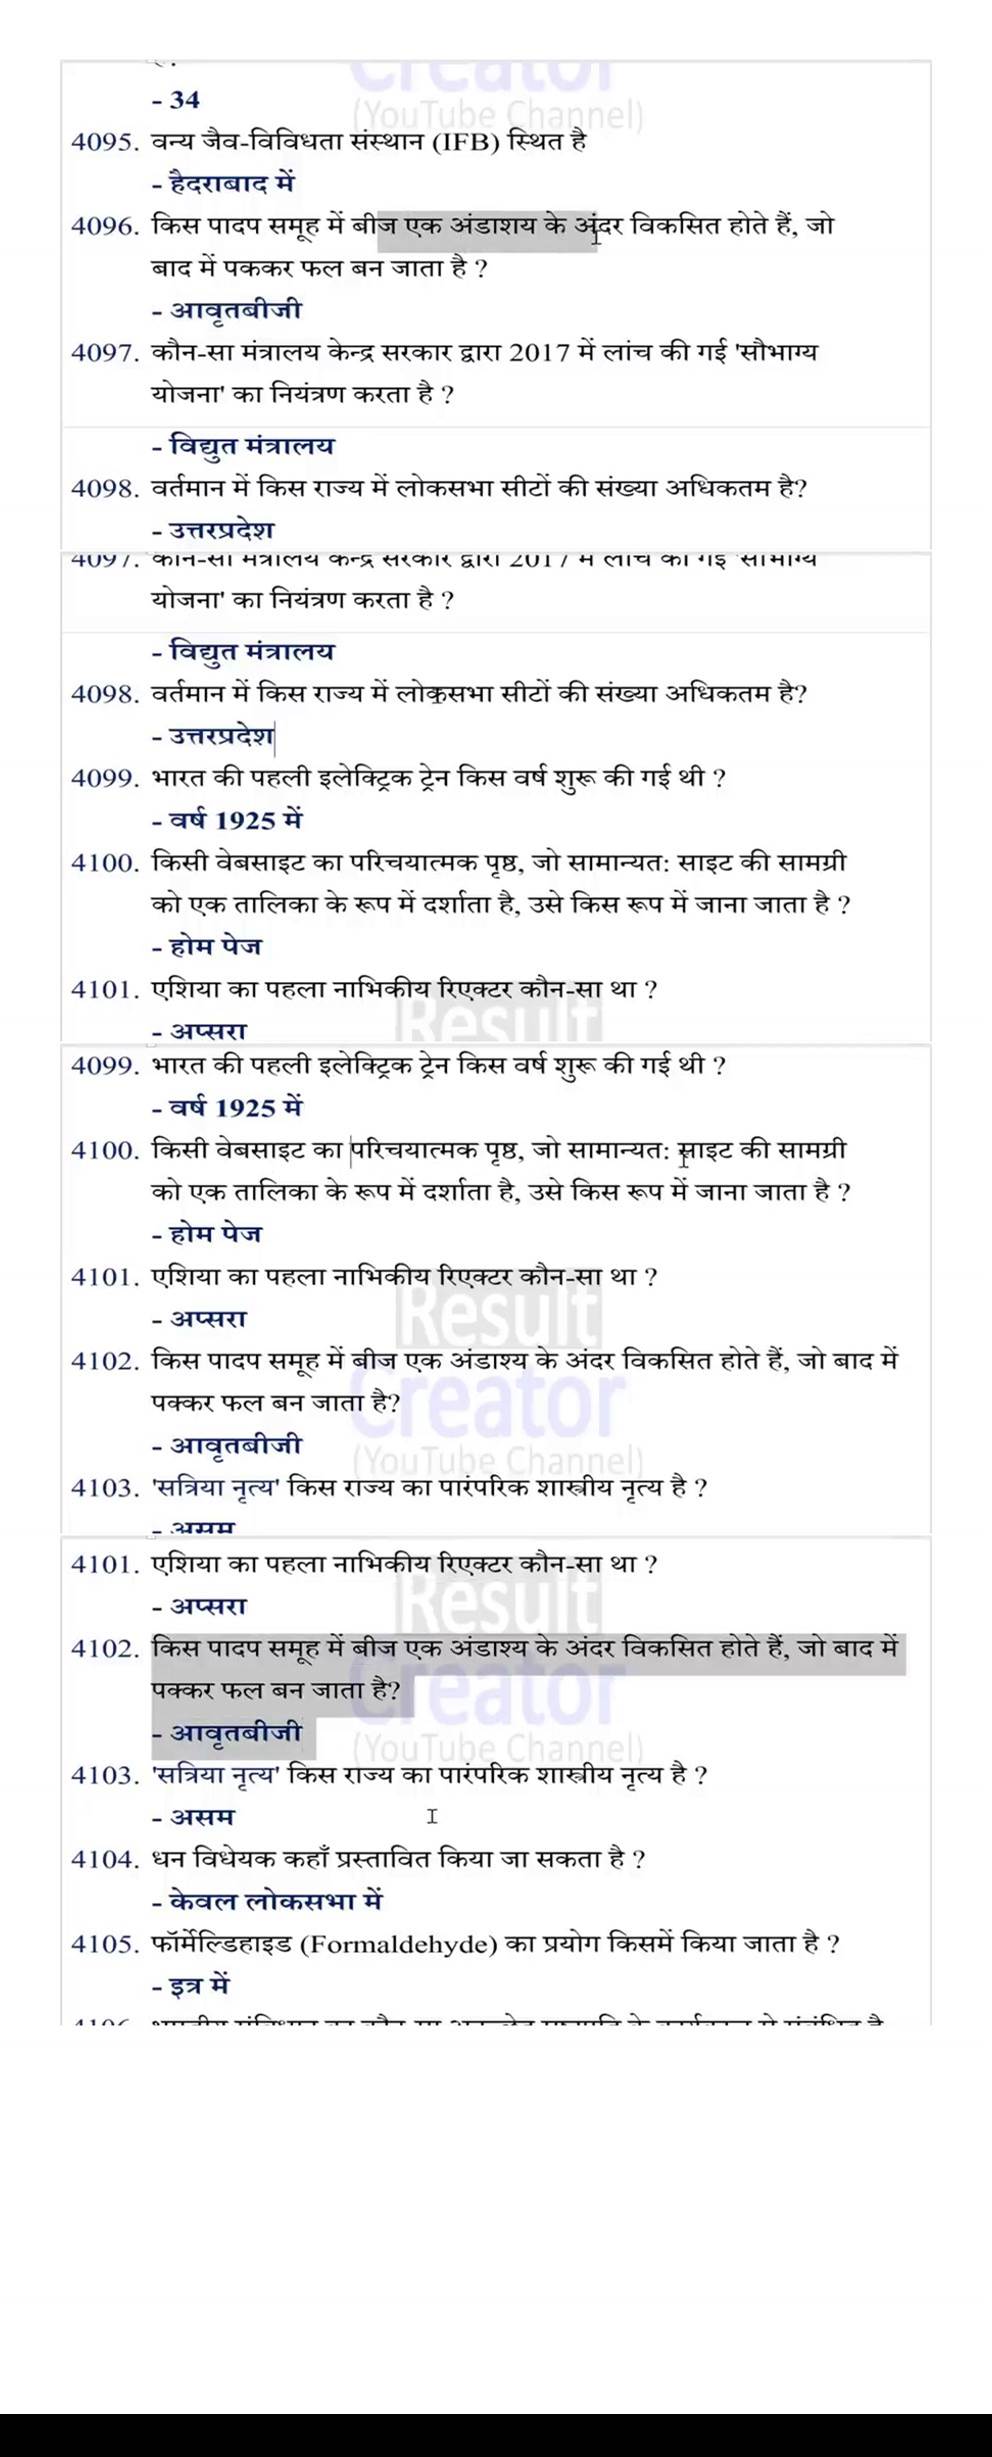 Creator
- 34
(YouTube Channel)
4095. वन्य जैव-विविधता संस्थान (IFB) स्थित है
- हैदराबाद में
4096. किस पादप समूह में बीज एक अंडाशय के अंदर विकसित होते हैं, जो
बाद में पककर फल बन जाता है ?
- आवृतबीजी
4097. कौन-सा मंत्रालय केन्द्र सरकार द्वारा 2017 में लांच की गई 'सौभाग्य
योजना' का नियंत्रण करता है ?
- विद्युत मंत्रालय
4098. वर्तमान में किस राज्य में लोकसभा सीटों की संख्या अधिकतम है?
- उत्तरप्रदेश
4097. कौन-सा मंत्रालय केन्द्र सरकार द्वारा 2017 में लांच की गई 'सौभाग्य
योजना' का नियंत्रण करता है ?
- विद्युत मंत्रालय
4098. वर्तमान में किस राज्य में लोकसभा सीटों की संख्या अधिकतम है?
- उत्तरप्रदेश
4099. भारत की पहली इलेक्ट्रिक ट्रेन किस वर्ष शुरू की गई थी ?
- वर्ष 1925 में
4100. किसी वेबसाइट का परिचयात्मक पृष्ठ, जो सामान्यत: साइट की सामग्री
को एक तालिका के रूप में दर्शाता है, उसे किस रूप में जाना जाता है ?
- होम पेज
4101. एशिया का पहला नाभिकीय रिएक्टर कौन-सा था ?
Result
- अप्सरा
4099. भारत की पहली इलेक्ट्रिक ट्रेन किस वर्ष शुरू की गई थी ?
- वर्ष 1925 में
4100. किसी वेबसाइट का परिचयात्मक पृष्ठ, जो सामान्यत: साइट की सामग्री
को एक तालिका के रूप में दर्शाता है, उसे किस रूप में जाना जाता है ?
- होम पेज
4101. एशिया का पहला नाभिकीय रिएक्टर कौन-सा था ?
Result
- अप्सरा
4102. किस पादप समूह में बीज एक अंडाश्य के अंदर विकसित होते हैं, जो बाद में
पक्कर फल बन जाता है?
Creator
- आवृतबीजी
(YouTube Channel)
4103. 'सत्रिया नृत्य' किस राज्य का पारंपरिक शास्त्रीय नृत्य है ?
- असम
4101. एशिया का पहला नाभिकीय रिएक्टर कौन-सा था ?
Result
- अप्सरा
4102. किस पादप समूह में बीज एक अंडाश्य के अंदर विकसित होते हैं, जो बाद में
पक्कर फल बन जाता है?
Creator
- आवृतबीजी
(YouTube Channel)
4103. 'सत्रिया नृत्य' किस राज्य का पारंपरिक शास्त्रीय नृत्य है ?
- असम
4104. धन विधेयक कहाँ प्रस्तावित किया जा सकता है ?
- केवल लोकसभा में
4105. फॉर्मेल्डिहाइड (Formaldehyde) का प्रयोग किसमें किया जाता है ?
- इत्र में